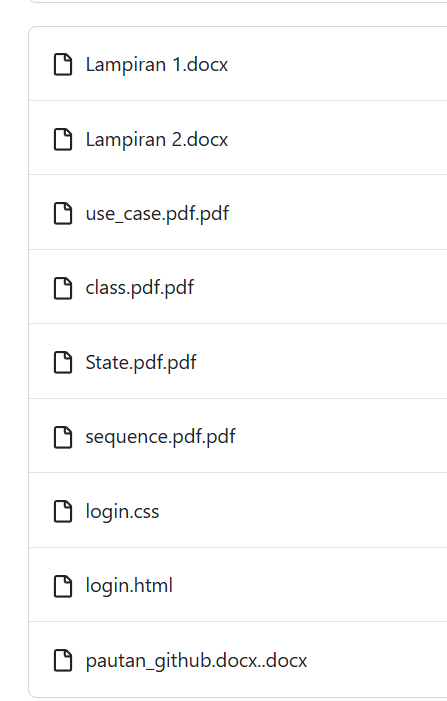 Lampiran 1.docx
Lampiran 2.docx
use_case.pdf.pdf
class.pdf.pdf
State.pdf.pdf
sequence.pdf.pdf
login.css
login.html
pautan_github.docx..docx